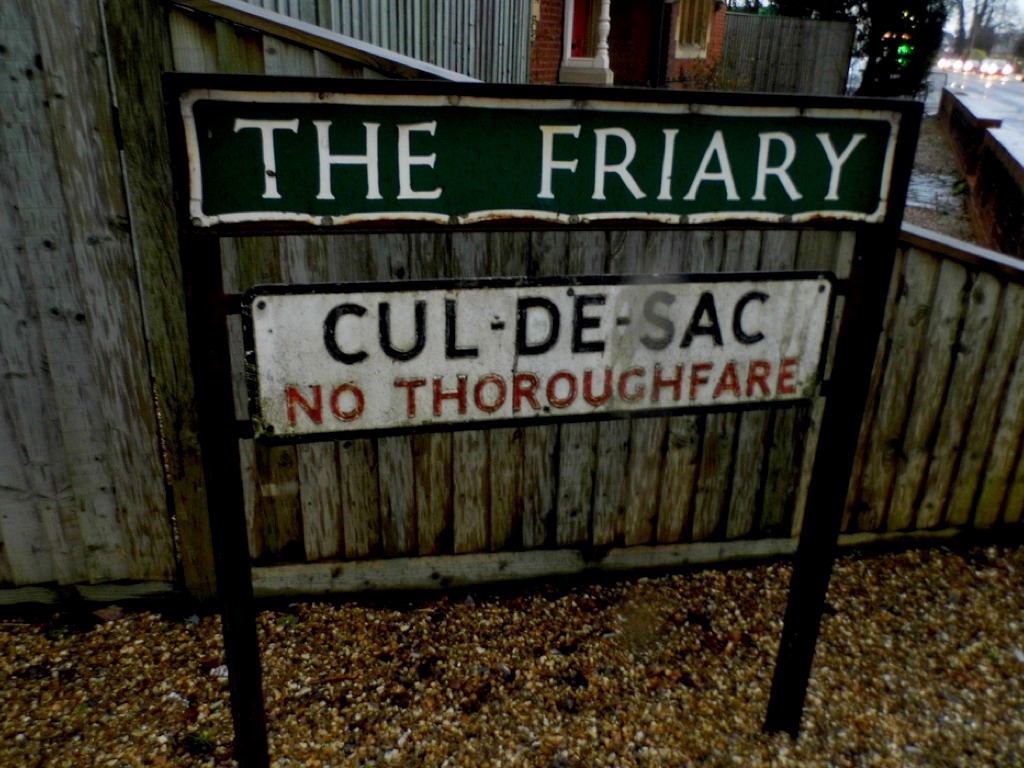 THE FRIARY
CUL-DE-SAC
NO THOROUGHFARE